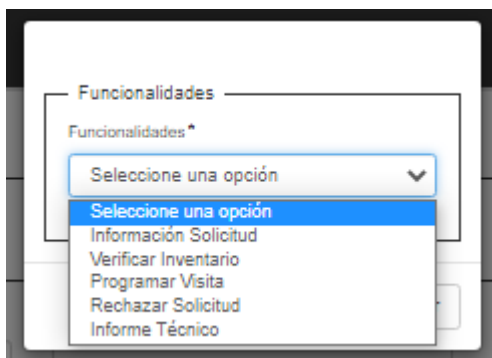 Funcionalidades
Funcionalidades*
Seleccione una opción
Seleccione una opción
Información Solicitud
Verificar Inventario
Programar Visita
Rechazar Solicitud
Informe Técnico